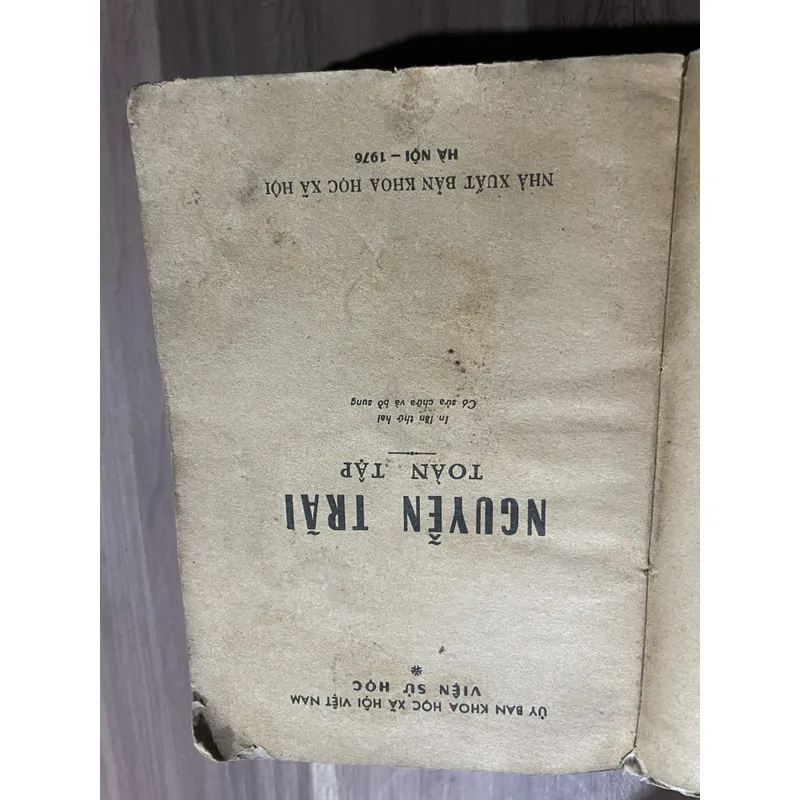 ỦY BAN KHOA HỌC XÃ HỘI VIỆT NAM
VIỆN SỬ HỌC
*
NGUYỄN TRÃI
TOÀN TẬP
In lần thứ hai
Có sửa chữa và bổ sung
NHÀ XUẤT BẢN KHOA HỌC XÃ HỘI
HÀ NỘI – 1976